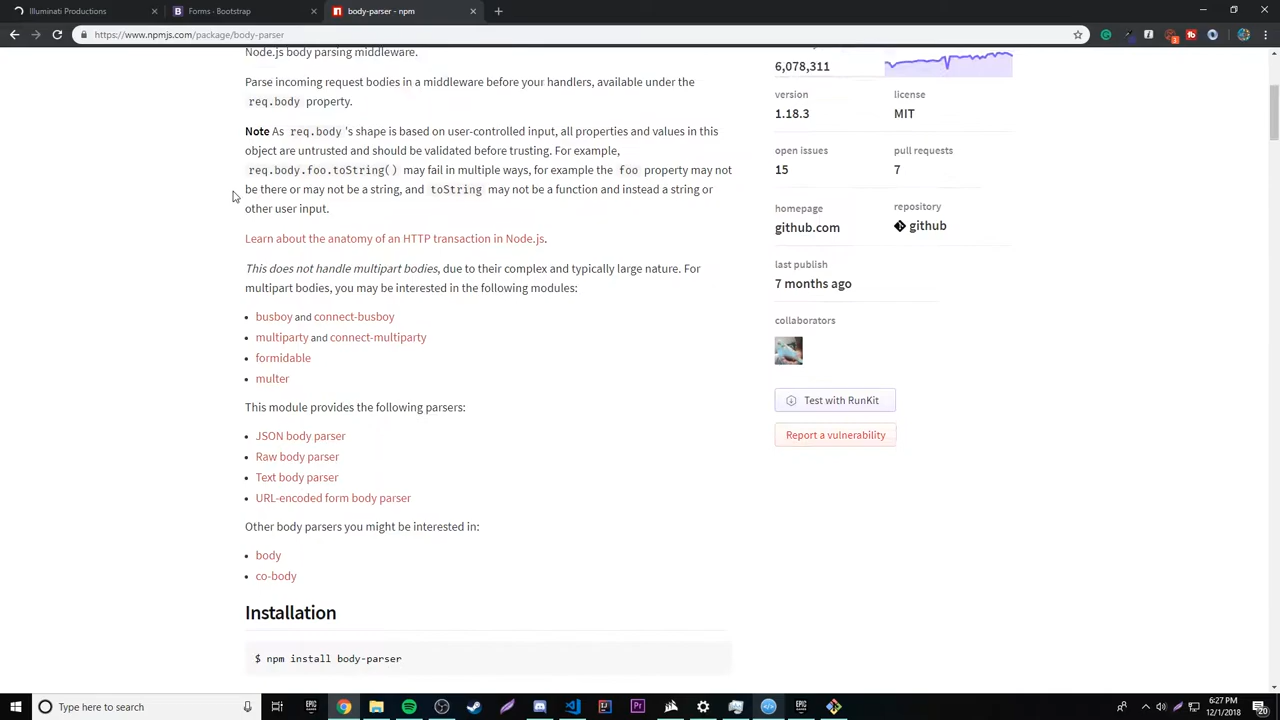 Illuminati Productions
Forms · Bootstrap
body-parser - npm
https://www.npmjs.com/package/body-parser
Node.js body parsing middleware.
Parse incoming request bodies in a middleware before your handlers, available under the
req.body property.
Note As req.body 's shape is based on user-controlled input, all properties and values in this
object are untrusted and should be validated before trusting. For example,
req.body.foo.toString() may fail in multiple ways, for example the foo property may not
be there or may not be a string, and toString may not be a function and instead a string or
other user input.
Learn about the anatomy of an HTTP transaction in Node.js.
This does not handle multipart bodies, due to their complex and typically large nature. For
multipart bodies, you may be interested in the following modules:
busboy and connect-busboy
multiparty and connect-multiparty
formidable
multer
This module provides the following parsers:
JSON body parser
Raw body parser
Text body parser
URL-encoded form body parser
Other body parsers you might be interested in:
body
co-body
Installation
$ npm install body-parser
6,078,311
version
license
1.18.3
MIT
open issues
pull requests
15
7
homepage
repository
github.com
github
last publish
7 months ago
collaborators
Test with RunKit
Report a vulnerability
Type here to search
EPIC
Pr
EPIC
6:27 PM
12/1/2018
20